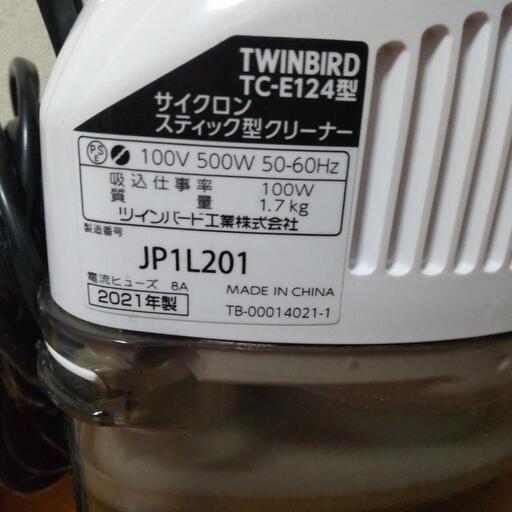 TWINBIRD
TC-E124型
サイクロン
スティック型クリーナー
PSE 100V 500W 50-60Hz
吸込仕事率 100W
質量 1.7kg
ツインバード工業株式会社
製造番号
JP1L201
電流ヒューズ 8A
2021年製 MADE IN CHINA
TB-00014021-1